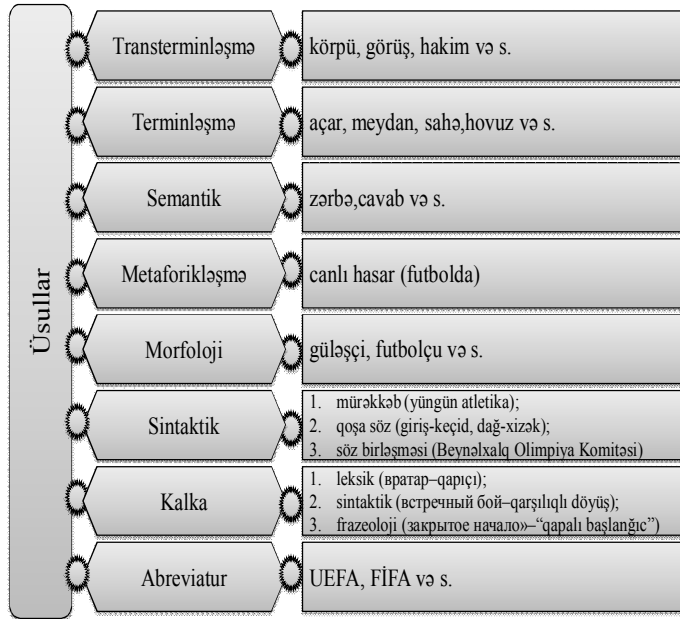 Üsullar
Transterminləşmə
körpü, görüş, hakim və s.
Terminləşmə
açar, meydan, sahə,hovuz və s.
Semantik
zərbə,cavab və s.
Metaforikləşmə
canlı hasar (futbolda)
Morfoloji
güləşçi, futbolçu və s.
Sintaktik
1. mürəkkəb (yüngün atletika);
2. qoşa söz (giriş-keçid, dağ-xizək);
3. söz birləşməsi (Beynəlxalq Olimpiya Komitəsi)
Kalka
1. leksik (вратар–qapıçı);
2. sintaktik (встречный бой–qarşılıqlı döyüş);
3. frazeoloji (закрытое начало»–“qapalı başlanğıc”)
Abreviatur
UEFA, FİFA və s.